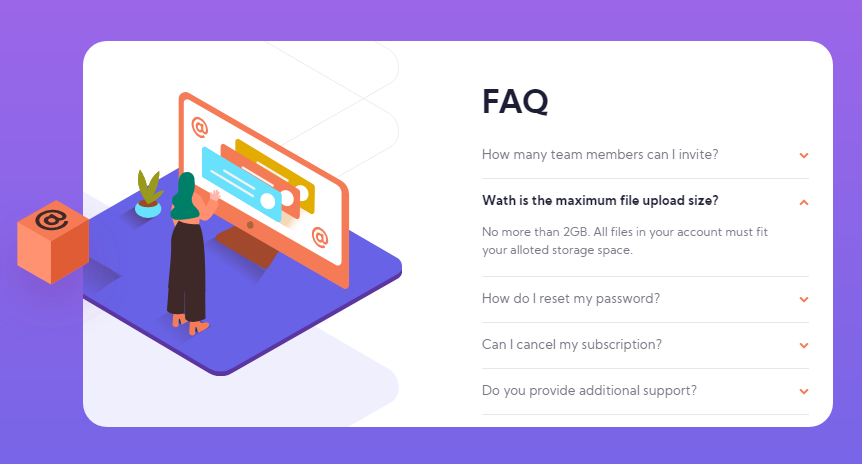 FAQ
How many team members can I invite?
Wath is the maximum file upload size?
No more than 2GB. All files in your account must fit
your alloted storage space.
How do I reset my password?
Can I cancel my subscription?
Do you provide additional support?
@
@
@